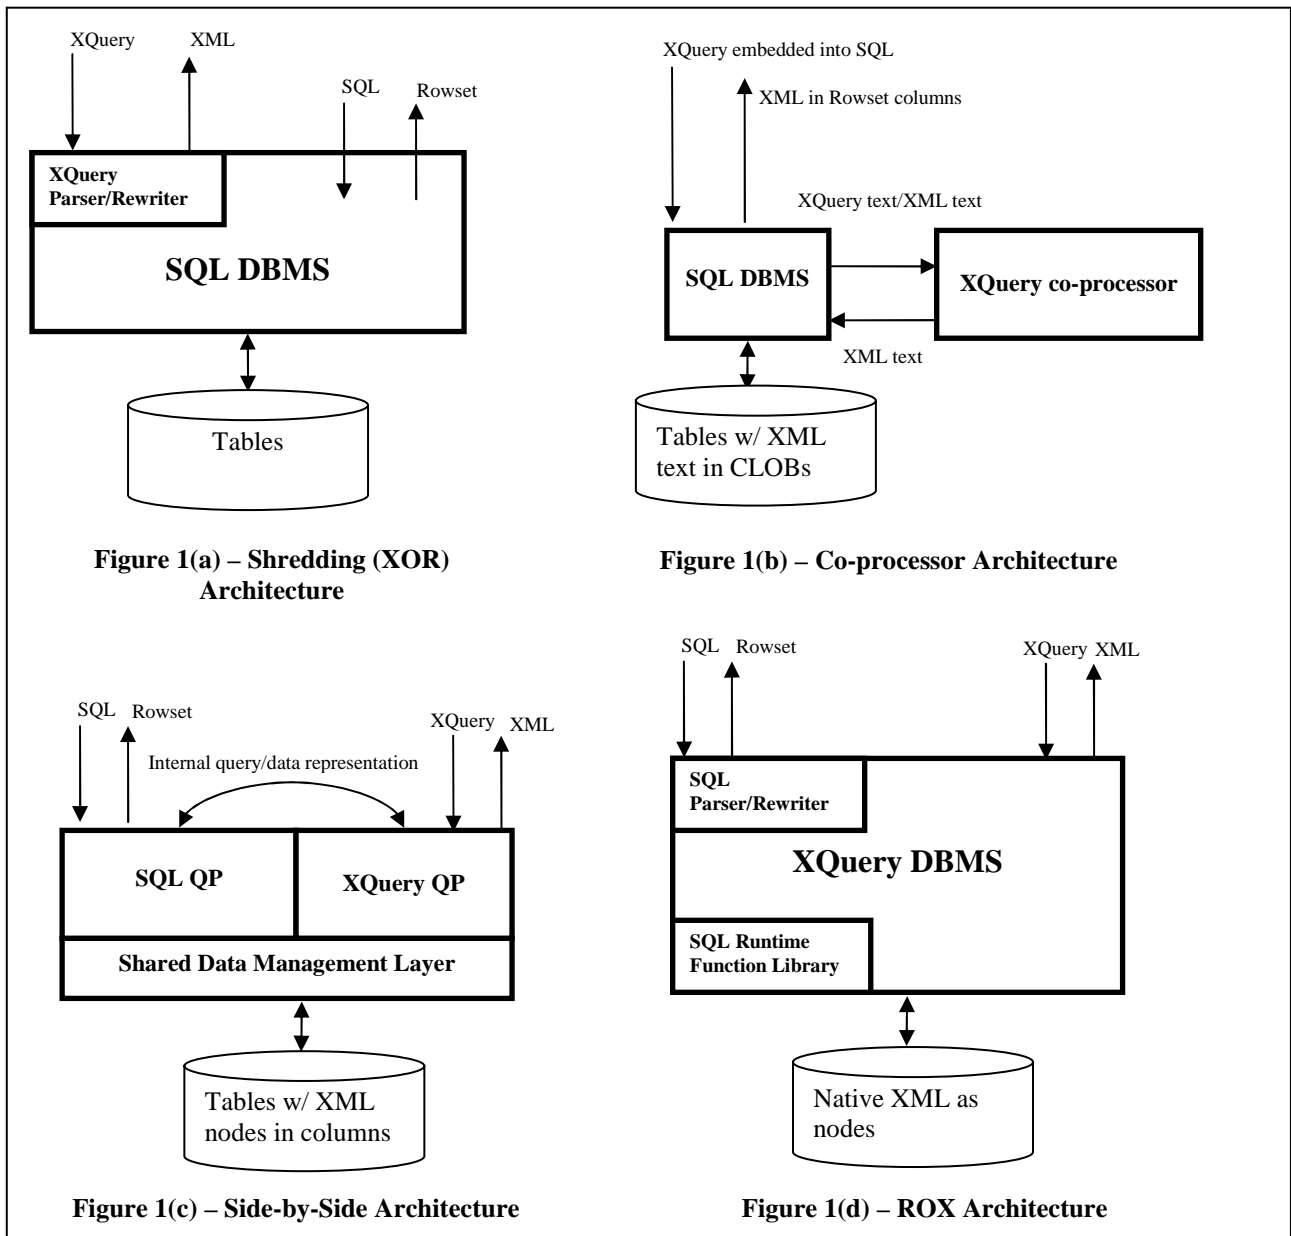 XQuery
XML
SQL
Rowset
XQuery
Parser/Rewriter
SQL DBMS
Tables
Figure 1(a) – Shredding (XOR)
Architecture
XQuery embedded into SQL
XML in Rowset columns
XQuery text/XML text
SQL DBMS
XQuery co-processor
XML text
Tables w/ XML
text in CLOBs
Figure 1(b) – Co-processor Architecture
SQL
Rowset
XQuery
XML
Internal query/data representation
SQL QP
XQuery QP
Shared Data Management Layer
Tables w/ XML
nodes in columns
Figure 1(c) – Side-by-Side Architecture
SQL
Rowset
XQuery
XML
SQL
Parser/Rewriter
XQuery DBMS
SQL Runtime
Function Library
Native XML as
nodes
Figure 1(d) – ROX Architecture